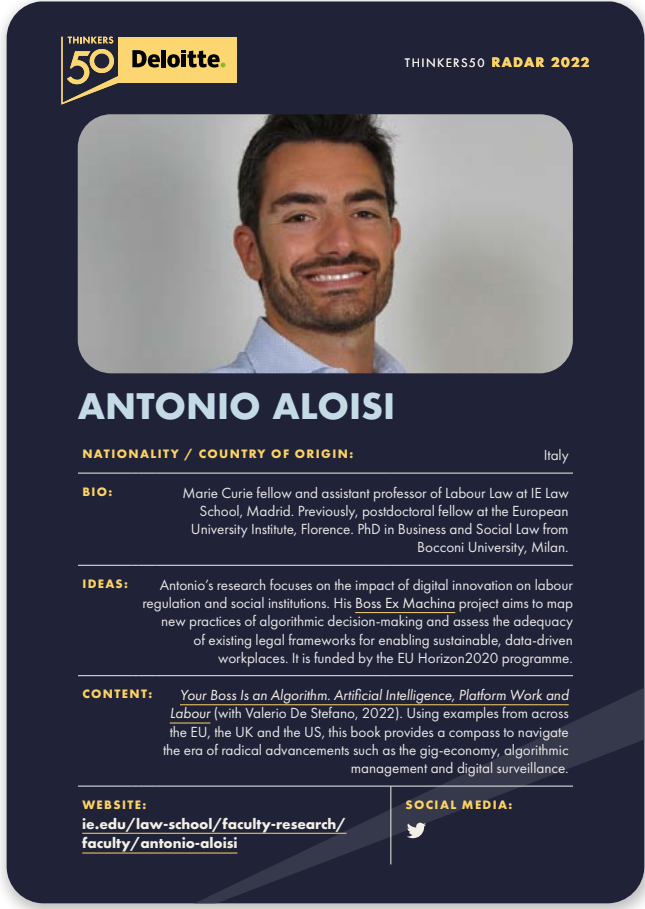 THINKERS
50
Deloitte.
THINKERS50 RADAR 2022
ANTONIO ALOISI
NATIONALITY / COUNTRY OF ORIGIN: Italy
BIO: Marie Curie fellow and assistant professor of Labour Law at IE Law
School, Madrid. Previously, postdoctoral fellow at the European
University Institute, Florence. PhD in Business and Social Law from
Bocconi University, Milan.
IDEAS: Antonio’s research focuses on the impact of digital innovation on labour
regulation and social institutions. His Boss Ex Machina project aims to map
new practices of algorithmic decision-making and assess the adequacy
of existing legal frameworks for enabling sustainable, data-driven
workplaces. It is funded by the EU Horizon2020 programme.
CONTENT: Your Boss Is an Algorithm. Artificial Intelligence, Platform Work and
Labour (with Valerio De Stefano, 2022). Using examples from across
the EU, the UK and the US, this book provides a compass to navigate
the era of radical advancements such as the gig-economy, algorithmic
management and digital surveillance.
WEBSITE:
ie.edu/law-school/faculty-research/
faculty/antonio-aloisi
SOCIAL MEDIA: